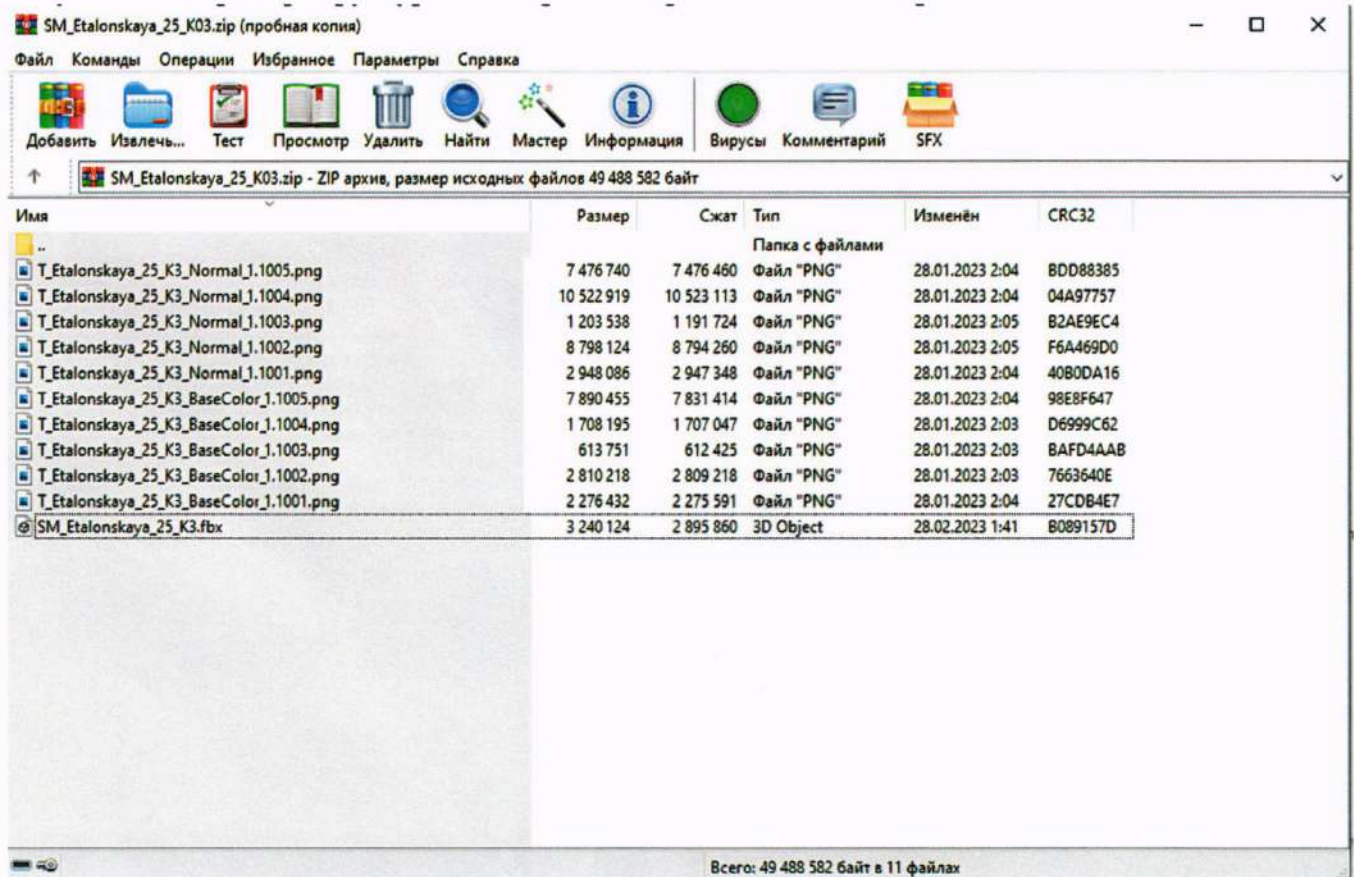 SM_Etalonskaya_25_K03.zip (пробная копия)
Файл Команды Операции Избранное Параметры Справка
Добавить Извлечь... Тест Просмотр Удалить Найти Мастер Информация Вирусы Комментарий SFX
SM_Etalonskaya_25_K03.zip - ZIP архив, размер исходных файлов 49 488 582 байт
Имя Размер Сжат Тип Изменён CRC32
.. Папка с файлами
T_Etalonskaya_25_K3_Normal_1.1005.png 7 476 740 7 476 460 Файл "PNG" 28.01.2023 2:04 BDD88385
T_Etalonskaya_25_K3_Normal_1.1004.png 10 522 919 10 523 113 Файл "PNG" 28.01.2023 2:04 04A97757
T_Etalonskaya_25_K3_Normal_1.1003.png 1 203 538 1 191 724 Файл "PNG" 28.01.2023 2:05 B2AE9EC4
T_Etalonskaya_25_K3_Normal_1.1002.png 8 798 124 8 794 260 Файл "PNG" 28.01.2023 2:05 F6A469D0
T_Etalonskaya_25_K3_Normal_1.1001.png 2 948 086 2 947 348 Файл "PNG" 28.01.2023 2:04 40B0DA16
T_Etalonskaya_25_K3_BaseColor_1.1005.png 7 890 455 7 831 414 Файл "PNG" 28.01.2023 2:04 98E8F647
T_Etalonskaya_25_K3_BaseColor_1.1004.png 1 708 195 1 707 047 Файл "PNG" 28.01.2023 2:03 D6999C62
T_Etalonskaya_25_K3_BaseColor_1.1003.png 613 751 612 425 Файл "PNG" 28.01.2023 2:03 BAFD4AAB
T_Etalonskaya_25_K3_BaseColor_1.1002.png 2 810 218 2 809 218 Файл "PNG" 28.01.2023 2:03 7663640E
T_Etalonskaya_25_K3_BaseColor_1.1001.png 2 276 432 2 275 591 Файл "PNG" 28.01.2023 2:04 27CDB4E7
SM_Etalonskaya_25_K3.fbx 3 240 124 2 895 860 3D Object 28.02.2023 1:41 B089157D
Всего: 49 488 582 байт в 11 файлах